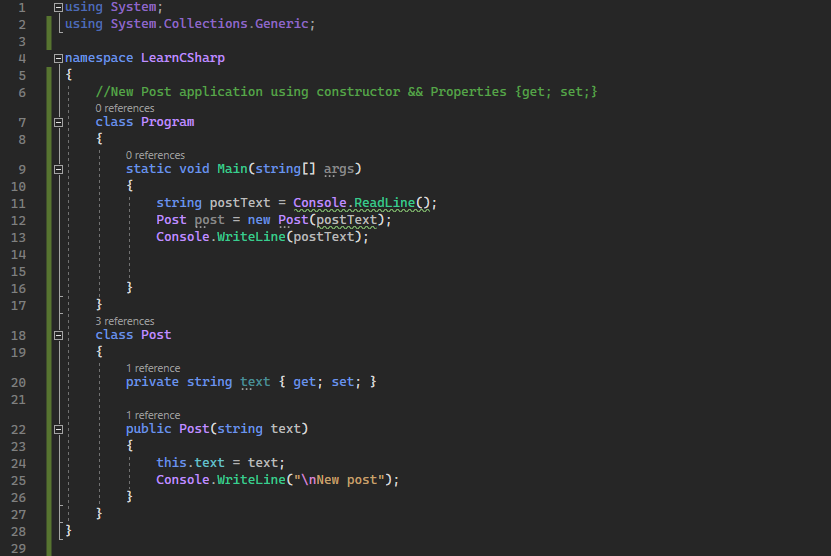 1 using System;
2 using System.Collections.Generic;
3
4 namespace LearnCSharp
5 {
6 //New Post application using constructor && Properties {get; set;}
0 references
7 class Program
8 {
0 references
9 static void Main(string[] args)
10 {
11 string postText = Console.ReadLine();
12 Post post = new Post(postText);
13 Console.WriteLine(postText);
14
15
16 }
17 }
3 references
18 class Post
19 {
1 reference
20 private string text { get; set; }
21
1 reference
22 public Post(string text)
23 {
24 this.text = text;
25 Console.WriteLine("\nNew post");
26 }
27 }
28 }
29